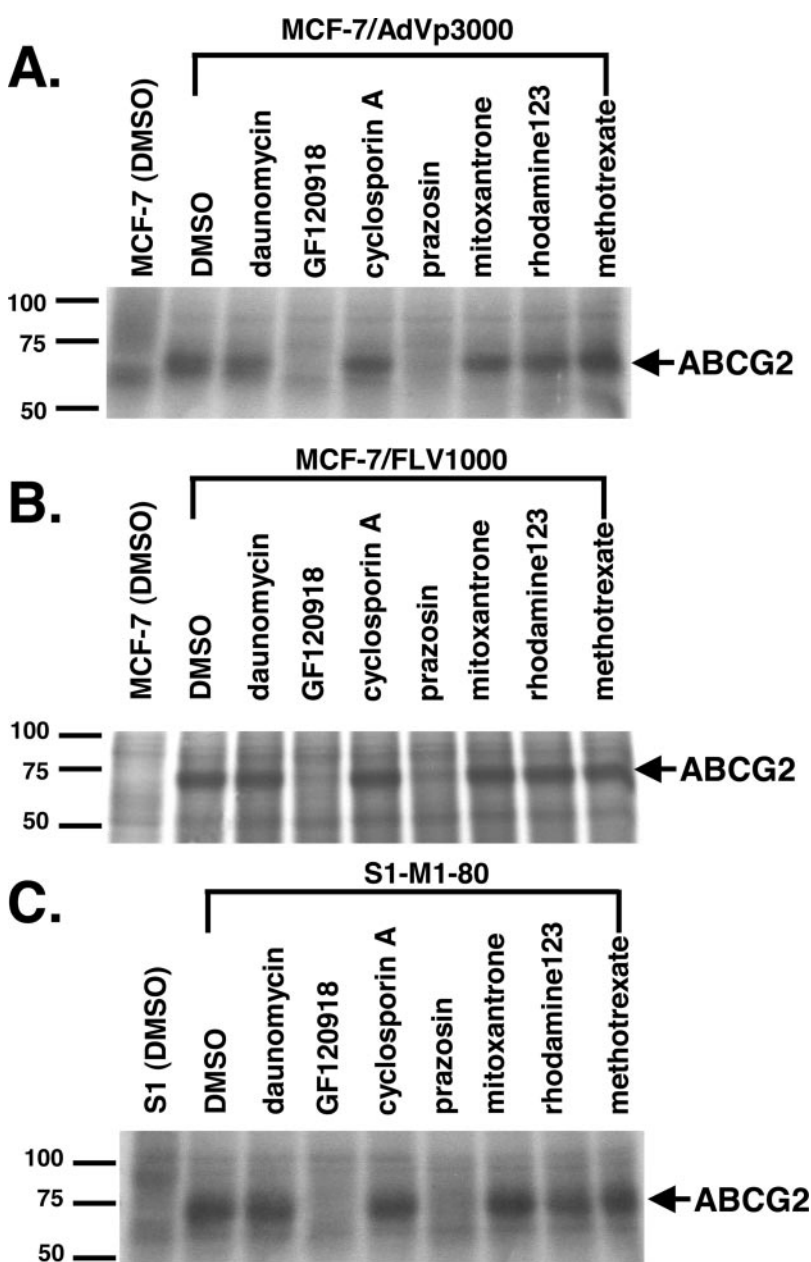 A.
MCF-7/AdVp3000
MCF-7 (DMSO)
DMSO
daunomycin
GF120918
cyclosporin A
prazosin
mitoxantrone
rhodamine123
methotrexate
100
75
50
ABCG2
B.
MCF-7/FLV1000
MCF-7 (DMSO)
DMSO
daunomycin
GF120918
cyclosporin A
prazosin
mitoxantrone
rhodamine123
methotrexate
100
75
50
ABCG2
C.
S1-M1-80
S1 (DMSO)
DMSO
daunomycin
GF120918
cyclosporin A
prazosin
mitoxantrone
rhodamine123
methotrexate
100
75
50
ABCG2